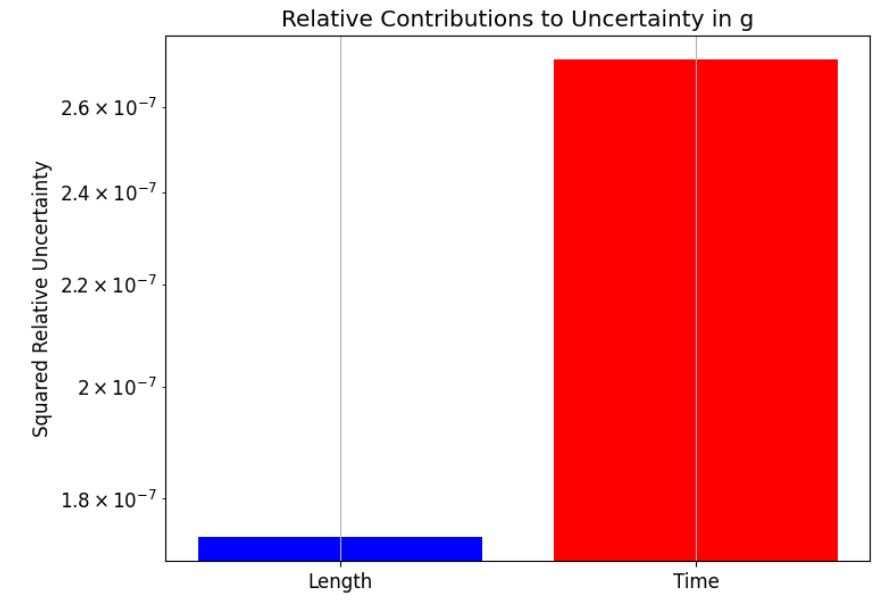 Relative Contributions to Uncertainty in g
Squared Relative Uncertainty
2.6 × 10⁻⁷
2.4 × 10⁻⁷
2.2 × 10⁻⁷
2 × 10⁻⁷
1.8 × 10⁻⁷
Length
Time